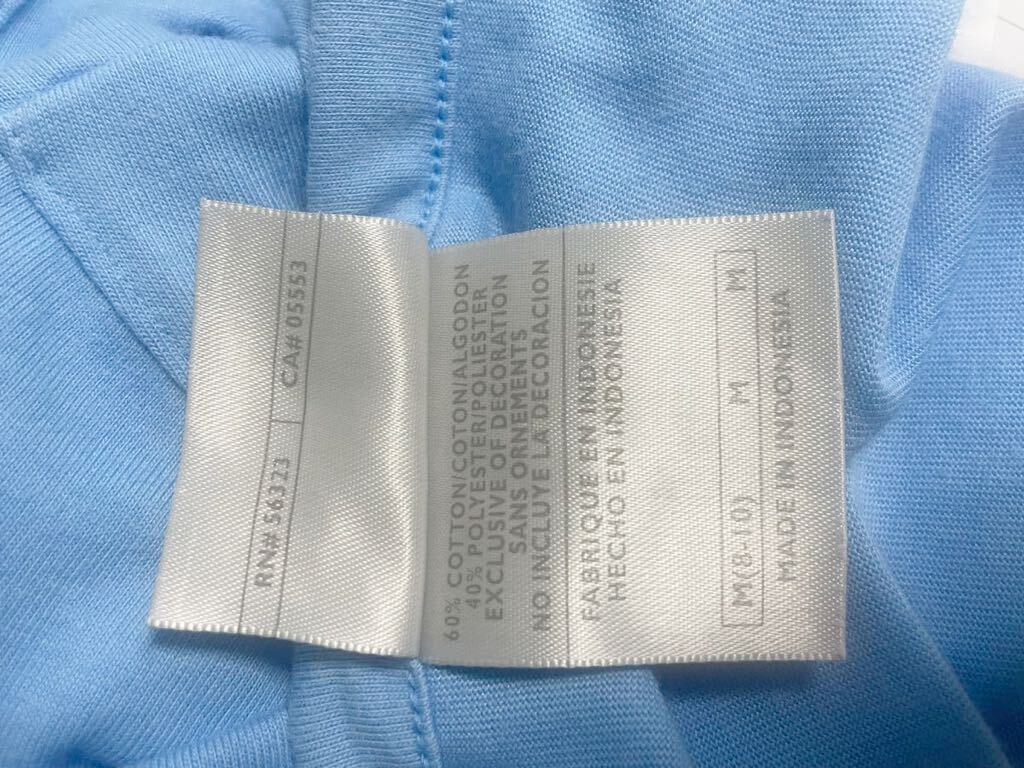 RN# 56323 | CA# 05553
60% COTTON/COTON/ALGODON
40% POLYESTER/POLIESTER
EXCLUSIVE OF DECORATION
SANS ORNEMENTS
NO INCLUYE LA DECORACION
FABRIQUE EN INDONESIE
HECHO EN INDONESIA
M(8-10) M M
MADE IN INDONESIA